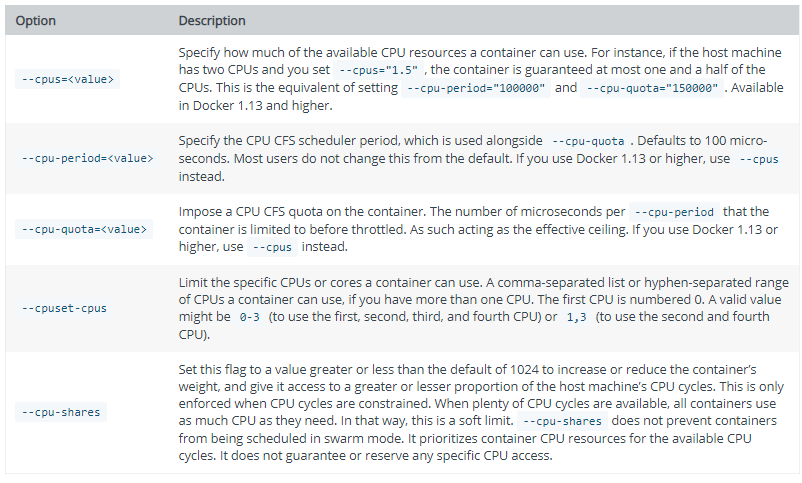 Option Description
--cpus=<value>
Specify how much of the available CPU resources a container can use. For instance, if the host machine
has two CPUs and you set --cpus="1.5" , the container is guaranteed at most one and a half of the
CPUs. This is the equivalent of setting --cpu-period="100000" and --cpu-quota="150000" . Available
in Docker 1.13 and higher.
--cpu-period=<value>
Specify the CPU CFS scheduler period, which is used alongside --cpu-quota . Defaults to 100 micro-
seconds. Most users do not change this from the default. If you use Docker 1.13 or higher, use --cpus
instead.
--cpu-quota=<value>
Impose a CPU CFS quota on the container. The number of microseconds per --cpu-period that the
container is limited to before throttled. As such acting as the effective ceiling. If you use Docker 1.13 or
higher, use --cpus instead.
--cpuset-cpus
Limit the specific CPUs or cores a container can use. A comma-separated list or hyphen-separated range
of CPUs a container can use, if you have more than one CPU. The first CPU is numbered 0. A valid value
might be 0-3 (to use the first, second, third, and fourth CPU) or 1,3 (to use the second and fourth
CPU).
--cpu-shares
Set this flag to a value greater or less than the default of 1024 to increase or reduce the container's
weight, and give it access to a greater or lesser proportion of the host machine's CPU cycles. This is only
enforced when CPU cycles are constrained. When plenty of CPU cycles are available, all containers use
as much CPU as they need. In that way, this is a soft limit. --cpu-shares does not prevent containers
from being scheduled in swarm mode. It prioritizes container CPU resources for the available CPU
cycles. It does not guarantee or reserve any specific CPU access.